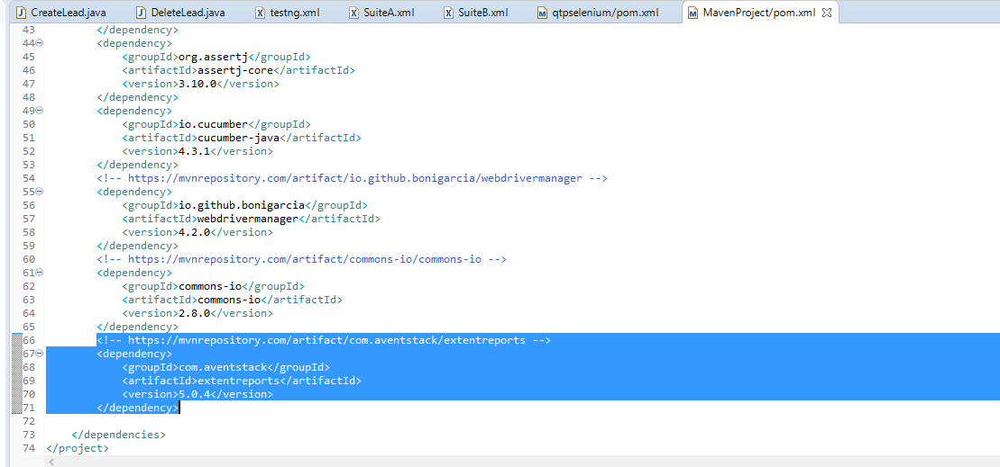 CreateLead.java DeleteLead.java testng.xml SuiteA.xml SuiteB.xml qtpselenium/pom.xml MavenProject/pom.xml
43 </dependency>
44 <dependency>
45 <groupId>org.assertj</groupId>
46 <artifactId>assertj-core</artifactId>
47 <version>3.10.0</version>
48 </dependency>
49 <dependency>
50 <groupId>io.cucumber</groupId>
51 <artifactId>cucumber-java</artifactId>
52 <version>4.3.1</version>
53 </dependency>
54 <!-- https://mvnrepository.com/artifact/io.github.bonigarcia/webdrivermanager -->
55 <dependency>
56 <groupId>io.github.bonigarcia</groupId>
57 <artifactId>webdrivermanager</artifactId>
58 <version>4.2.0</version>
59 </dependency>
60 <!-- https://mvnrepository.com/artifact/commons-io/commons-io -->
61 <dependency>
62 <groupId>commons-io</groupId>
63 <artifactId>commons-io</artifactId>
64 <version>2.8.0</version>
65 </dependency>
66 <!-- https://mvnrepository.com/artifact/com.aventstack/extentreports -->
67 <dependency>
68 <groupId>com.aventstack</groupId>
69 <artifactId>extentreports</artifactId>
70 <version>5.0.4</version>
71 </dependency>
72
73 </dependencies>
74 </project>